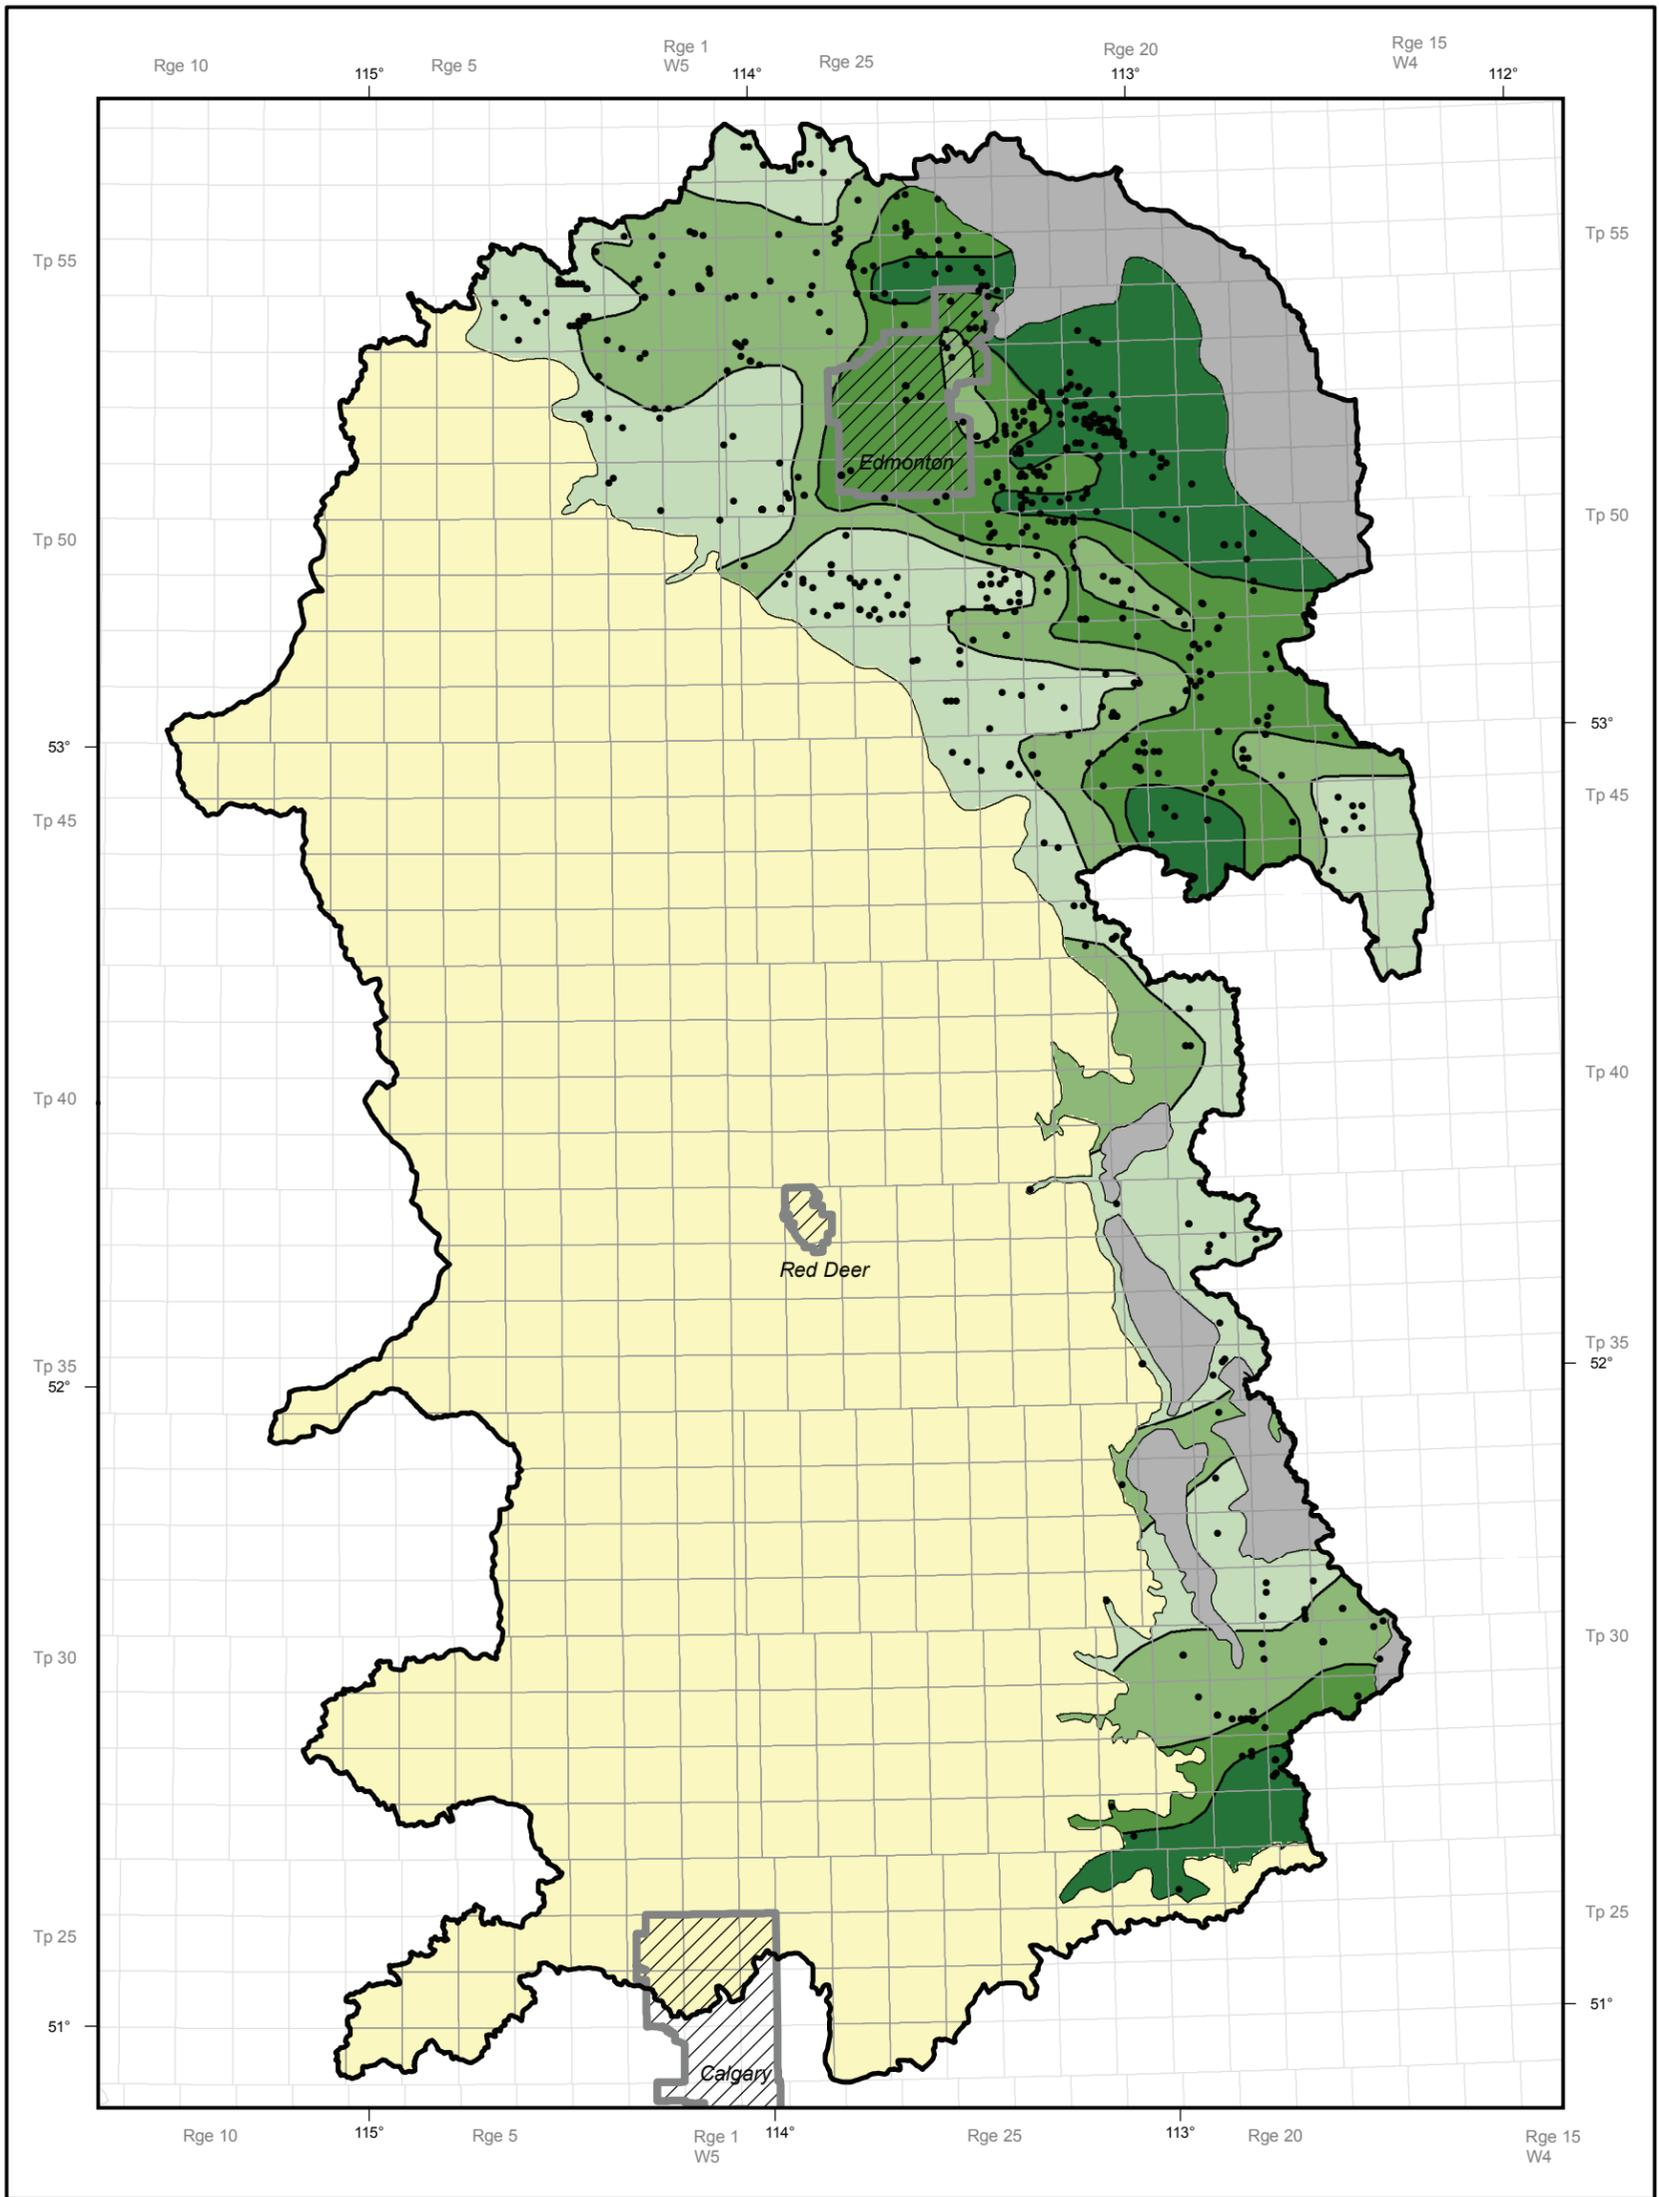 Rge 1
Rge 15
Rge 10
Rge 5
W5
Rge 25
Rge 20
W4
115°
114°
113°
112°
Tp 55
Tp 55
Edmonton
Tp 50
Tp 50
53°
53°
Tp 45
Tp 45
Tp 40
Tp 40
Red Deer
Tp 35
Tp 35
52°
52°
Tp 30
Tp 30
Tp 25
Tp 25
51°
51°
Calgary
Rge 10
115°
Rge 5
Rge 1
W5
114°
Rge 25
113°
Rge 20
Rge 15
W4